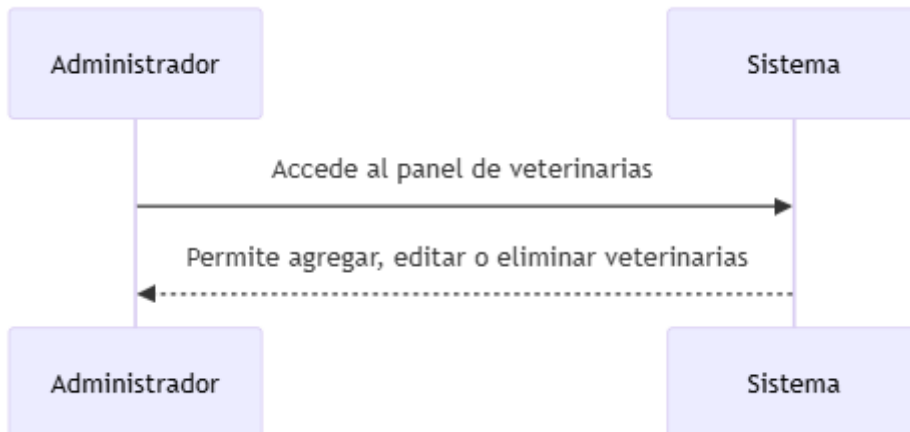 Administrador
Sistema
Accede al panel de veterinarias
Permite agregar, editar o eliminar veterinarias
Administrador
Sistema